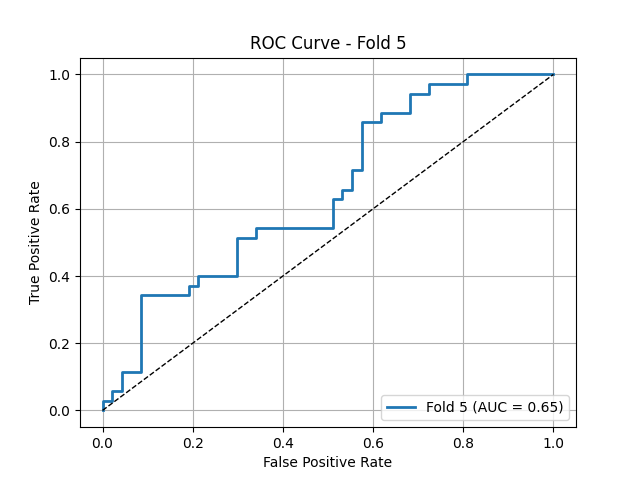 ROC Curve - Fold 5
True Positive Rate
1.0
0.8
0.6
0.4
0.2
0.0
Fold 5 (AUC = 0.65)
0.0 0.2 0.4 0.6 0.8 1.0
False Positive Rate